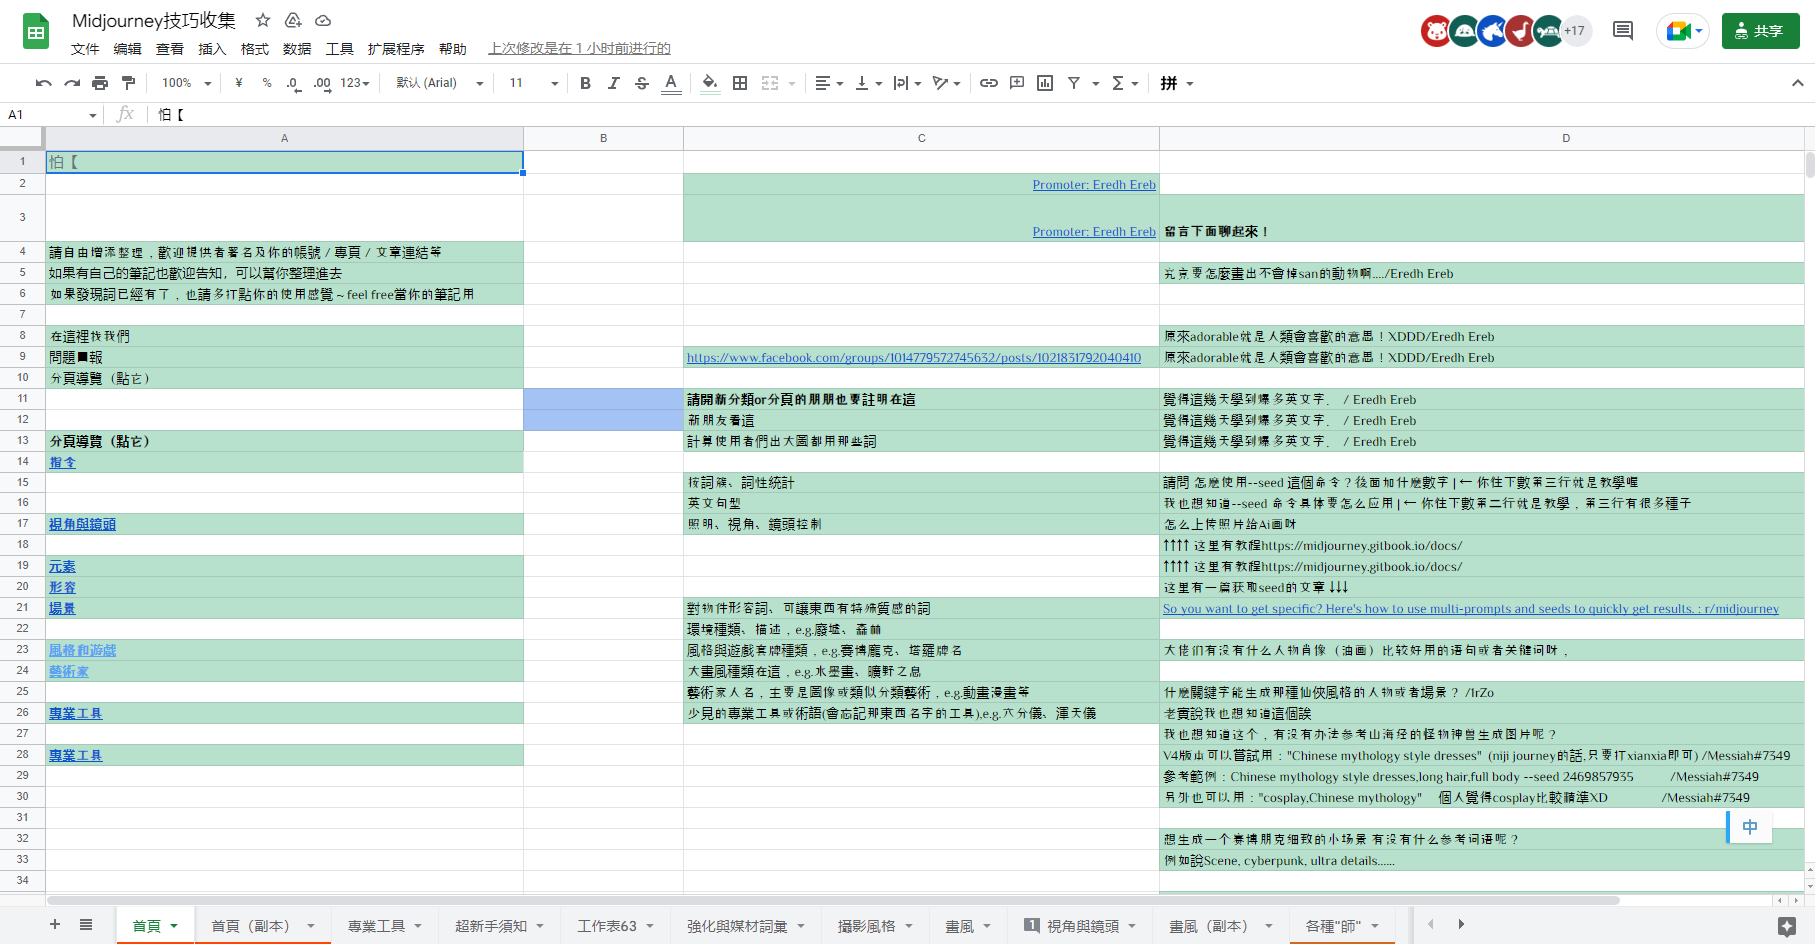 Midjourney技巧收集
文件 编辑 查看 插入 格式 数据 工具 扩展程序 帮助 上次修改是在 1 小时前进行的
+17
共享
100% ¥ % .0 .00 123 默认 (Arial) 11 B I S A Σ 拼
A1 fx 怕【
A B C D
1 怕【
2 Promoter: Eredh Ereb
3 Promoter: Eredh Ereb 留言下面聊起來！
4 請自由增添整理，歡迎提供者署名及你的帳號 / 專頁 / 文章連結等
5 如果有自己的筆記也歡迎告知，可以幫你整理進去 究竟要怎麼畫出不會掉san的動物啊..../Eredh Ereb
6 如果發現詞已經有了，也請多打點你的使用感覺～feel free當你的筆記用
7
8 在這裡找我們 原來adorable就是人類會喜歡的意思！XDDD/Eredh Ereb
9 問題■報 https://www.facebook.com/groups/1014779572745632/posts/1021831792040410 原來adorable就是人類會喜歡的意思！XDDD/Eredh Ereb
10 分頁導覽（點它）
11 請開新分類or分頁的朋朋也要註明在這 覺得這幾天學到爆多英文字． / Eredh Ereb
12 新朋友看這 覺得這幾天學到爆多英文字． / Eredh Ereb
13 分頁導覽（點它） 計算使用者們出大圖都用那些詞 覺得這幾天學到爆多英文字． / Eredh Ereb
14 指令
15 按詞族、詞性統計 請問 怎麼使用--seed 這個命令？後面加什麼數字 | ← 你往下數第三行就是教學喔
16 英文句型 我也想知道--seed 命令具体要怎么应用 | ← 你往下數第二行就是教學，第三行有很多種子
17 視角與鏡頭 照明、視角、鏡頭控制 怎么上传照片给Ai画呀
18 ↑↑↑↑ 这里有教程https://midjourney.gitbook.io/docs/
19 元素 ↑↑↑↑ 这里有教程https://midjourney.gitbook.io/docs/
20 形容 这里有一篇获取seed的文章 ↓↓↓
21 場景 對物件形容詞、可讓東西有特殊質感的詞 So you want to get specific? Here's how to use multi-prompts and seeds to quickly get results. : r/midjourney
22 環境種類、描述，e.g.廢墟、森林
23 風格和遊戲 風格與遊戲套牌種類，e.g.賽博龐克、塔羅牌名 大佬们有没有什么人物肖像（油画）比较好用的语句或者关键词呀，
24 藝術家 大畫風種類在這，e.g.水墨畫、曠野之息
25 藝術家人名，主要是圖像或類似分類藝術，e.g.動畫漫畫等 什麼關鍵字能生成那種仙俠風格的人物或者場景？ /1rZo
26 專業工具 少見的專業工具或術語(會忘記那東西名字的工具),e.g.六分儀、渾天儀 老實說我也想知道這個誒
27 我也想知道这个，有没有办法参考山海经的怪物神兽生成图片呢？
28 專業工具 V4版本可以嘗試用："Chinese mythology style dresses" (niji journey的話,只要打xianxia即可) /Messiah#7349
29 參考範例：Chinese mythology style dresses,long hair,full body --seed 2469857935 /Messiah#7349
30 另外也可以用："cosplay,Chinese mythology" 個人覺得cosplay比較精準XD /Messiah#7349
31
32 想生成一个赛博朋克细致的小场景 有没有什么参考词语呢？
33 例如說Scene, cyberpunk, ultra details......
34
中
首頁 首頁（副本） 專業工具 超新手須知 工作表63 強化與媒材詞彙 攝影風格 畫風 1 視角與鏡頭 畫風（副本） 各種"師"